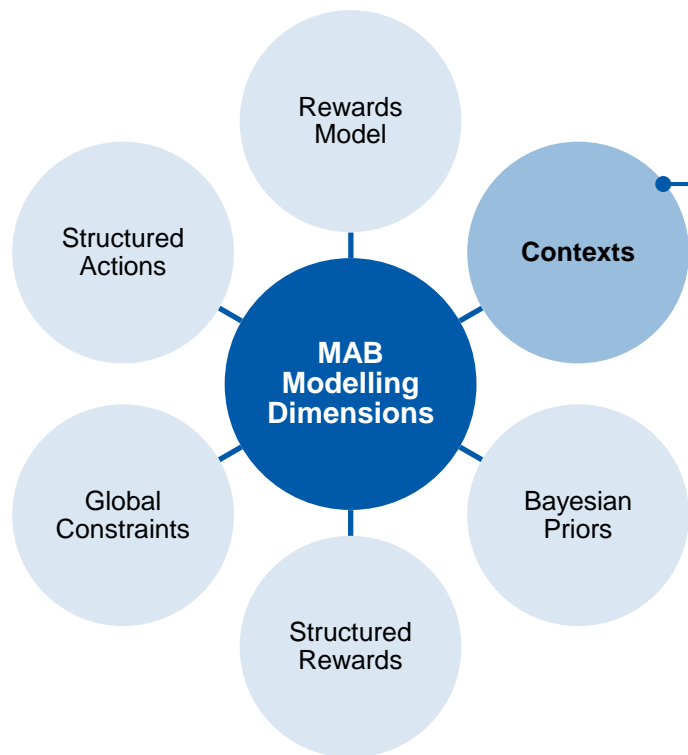 Rewards
Model
Contexts
Structured
Actions
MAB
Modelling
Dimensions
Global
Constraints
Bayesian
Priors
Structured
Rewards